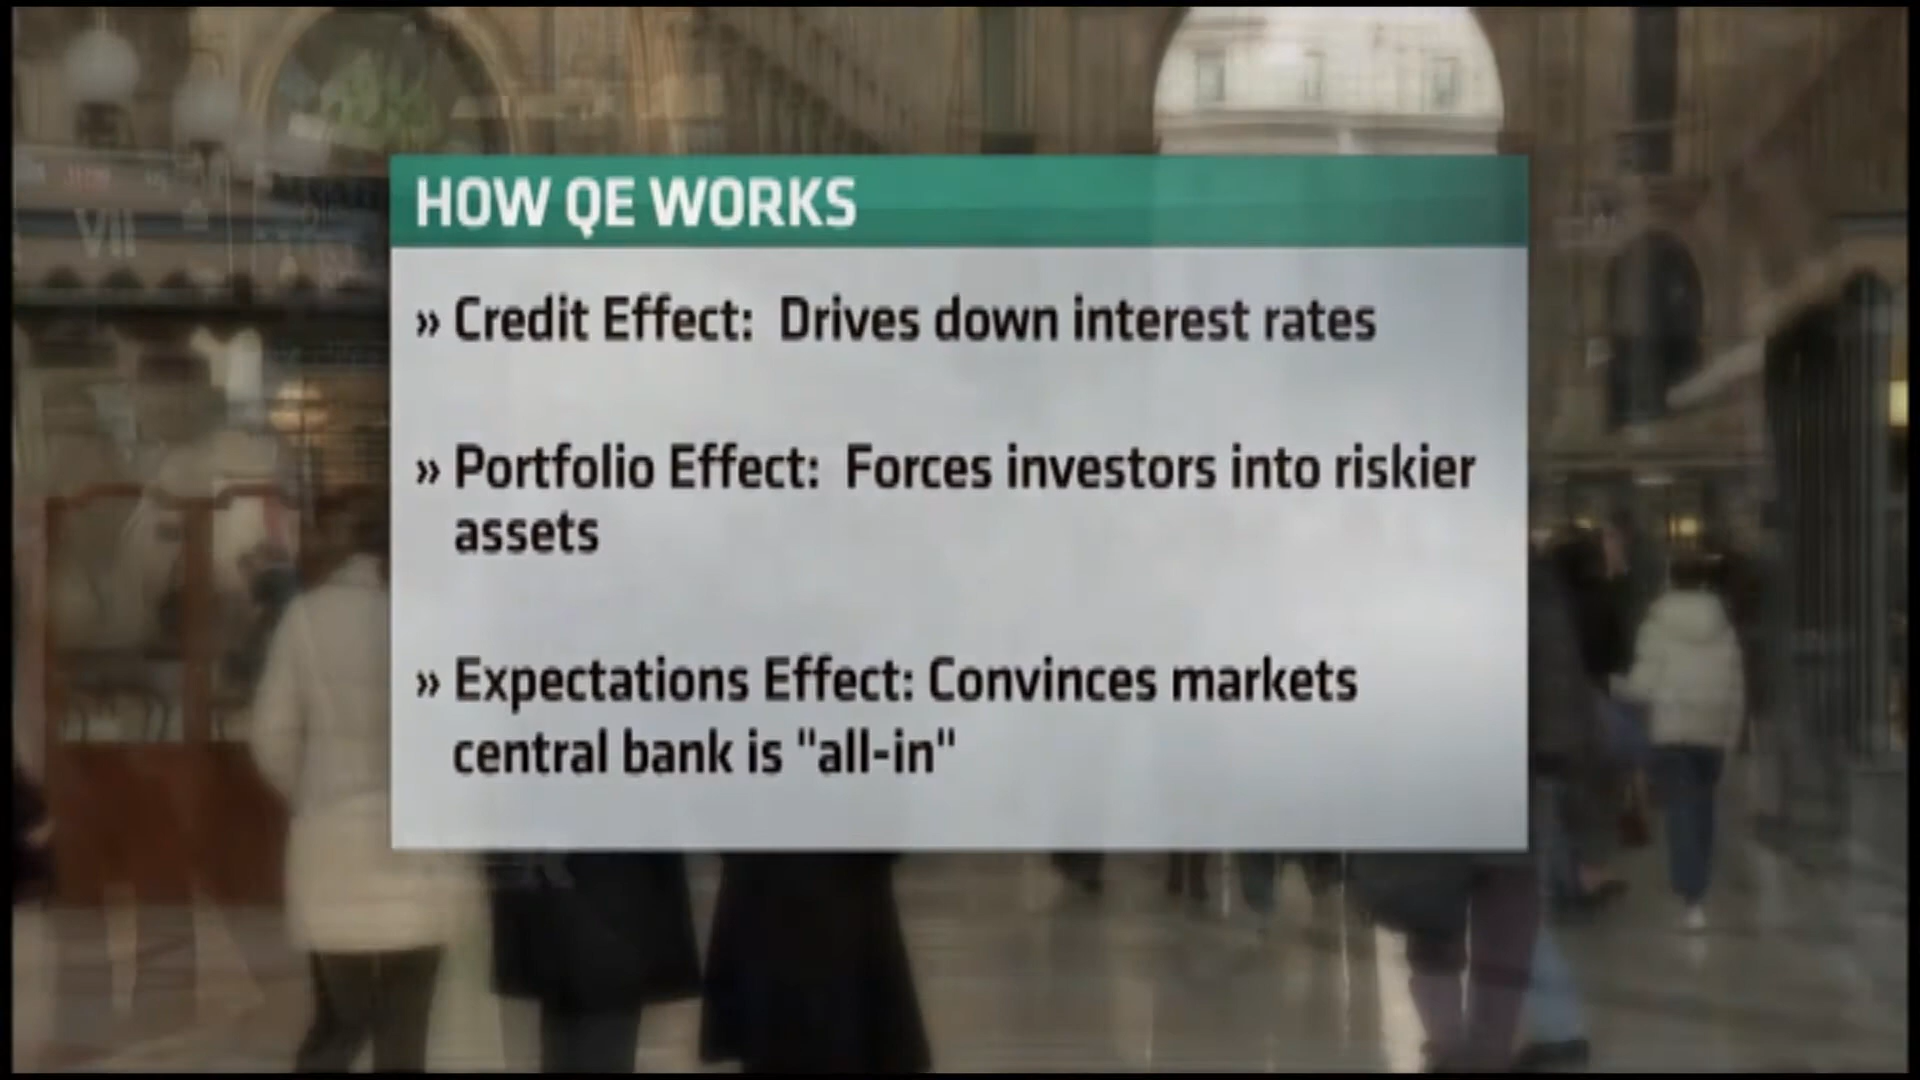 VII
HOW QE WORKS
» Credit Effect: Drives down interest rates
» Portfolio Effect: Forces investors into riskier
assets
» Expectations Effect: Convinces markets
central bank is "all-in"